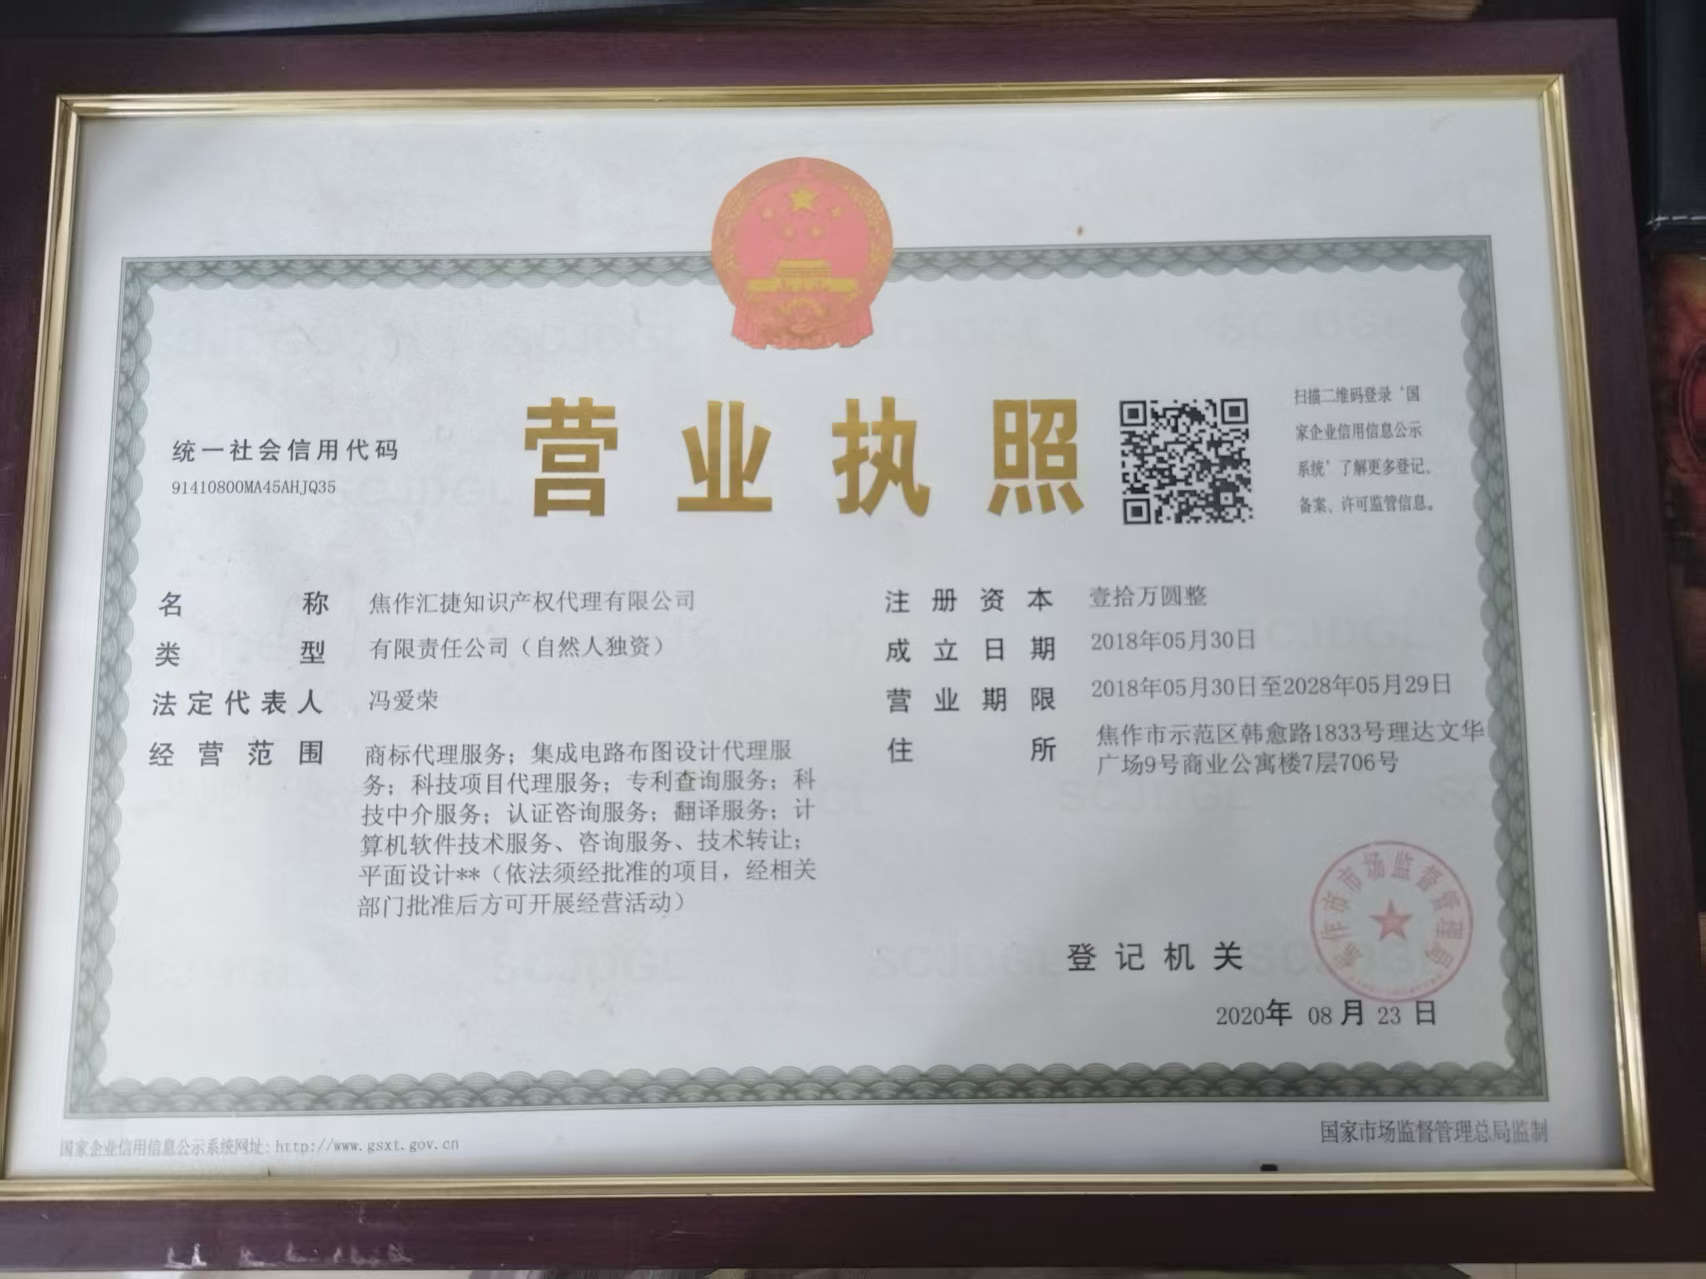 统一社会信用代码
91410800MA45AHJQ35
营业执照
扫描二维码登录‘国
家企业信用信息公示
系统’了解更多登记、
备案、许可监管信息。
名称 焦作汇捷知识产权代理有限公司
类型 有限责任公司（自然人独资）
法定代表人 冯爱荣
经营范围 商标代理服务；集成电路布图设计代理服
务；科技项目代理服务；专利查询服务；科
技中介服务；认证咨询服务；翻译服务；计
算机软件技术服务、咨询服务、技术转让；
平面设计**（依法须经批准的项目，经相关
部门批准后方可开展经营活动）
注册资本 壹拾万圆整
成立日期 2018年05月30日
营业期限 2018年05月30日至2028年05月29日
住所 焦作市示范区韩愈路1833号理达文华
广场9号商业公寓楼7层706号
登记机关
焦作市市场监督管理局
2020年 08月 23日
国家企业信用信息公示系统网址: http://www.gsxt.gov.cn
国家市场监督管理总局监制